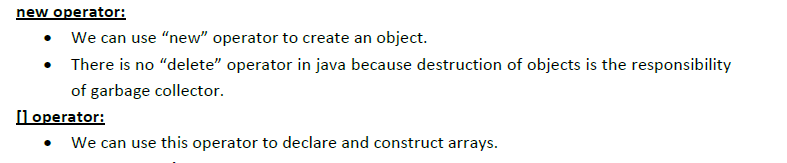 new operator:
• We can use “new” operator to create an object.
• There is no “delete” operator in java because destruction of objects is the responsibility
of garbage collector.
[] operator:
• We can use this operator to declare and construct arrays.